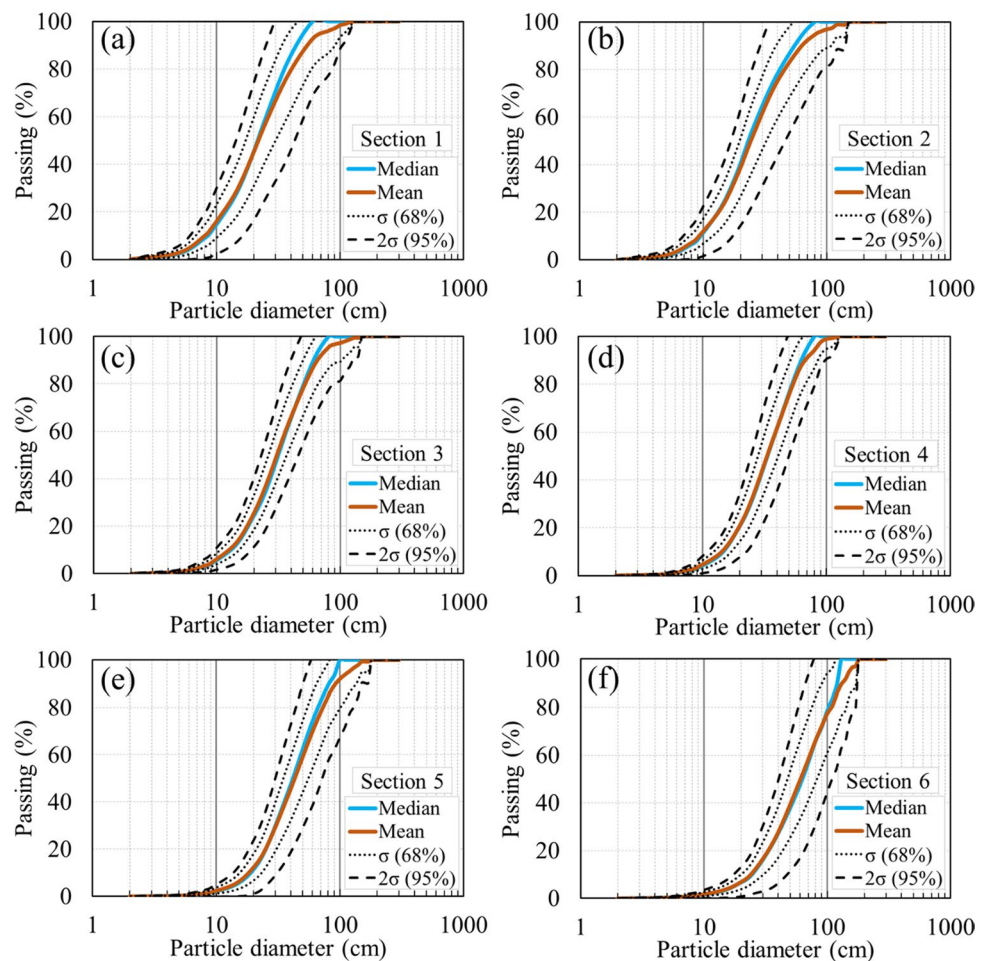 (a)
Passing (%)
100
80
60
40
20
0
Section 1
Median
Mean
σ (68%)
2σ (95%)
1 10 100 1000
Particle diameter (cm)
(b)
Passing (%)
100
80
60
40
20
0
Section 2
Median
Mean
σ (68%)
2σ (95%)
1 10 100 1000
Particle diameter (cm)
(c)
Passing (%)
100
80
60
40
20
0
Section 3
Median
Mean
σ (68%)
2σ (95%)
1 10 100 1000
Particle diameter (cm)
(d)
Passing (%)
100
80
60
40
20
0
Section 4
Median
Mean
σ (68%)
2σ (95%)
1 10 100 1000
Particle diameter (cm)
(e)
Passing (%)
100
80
60
40
20
0
Section 5
Median
Mean
σ (68%)
2σ (95%)
1 10 100 1000
Particle diameter (cm)
(f)
Passing (%)
100
80
60
40
20
0
Section 6
Median
Mean
σ (68%)
2σ (95%)
1 10 100 1000
Particle diameter (cm)